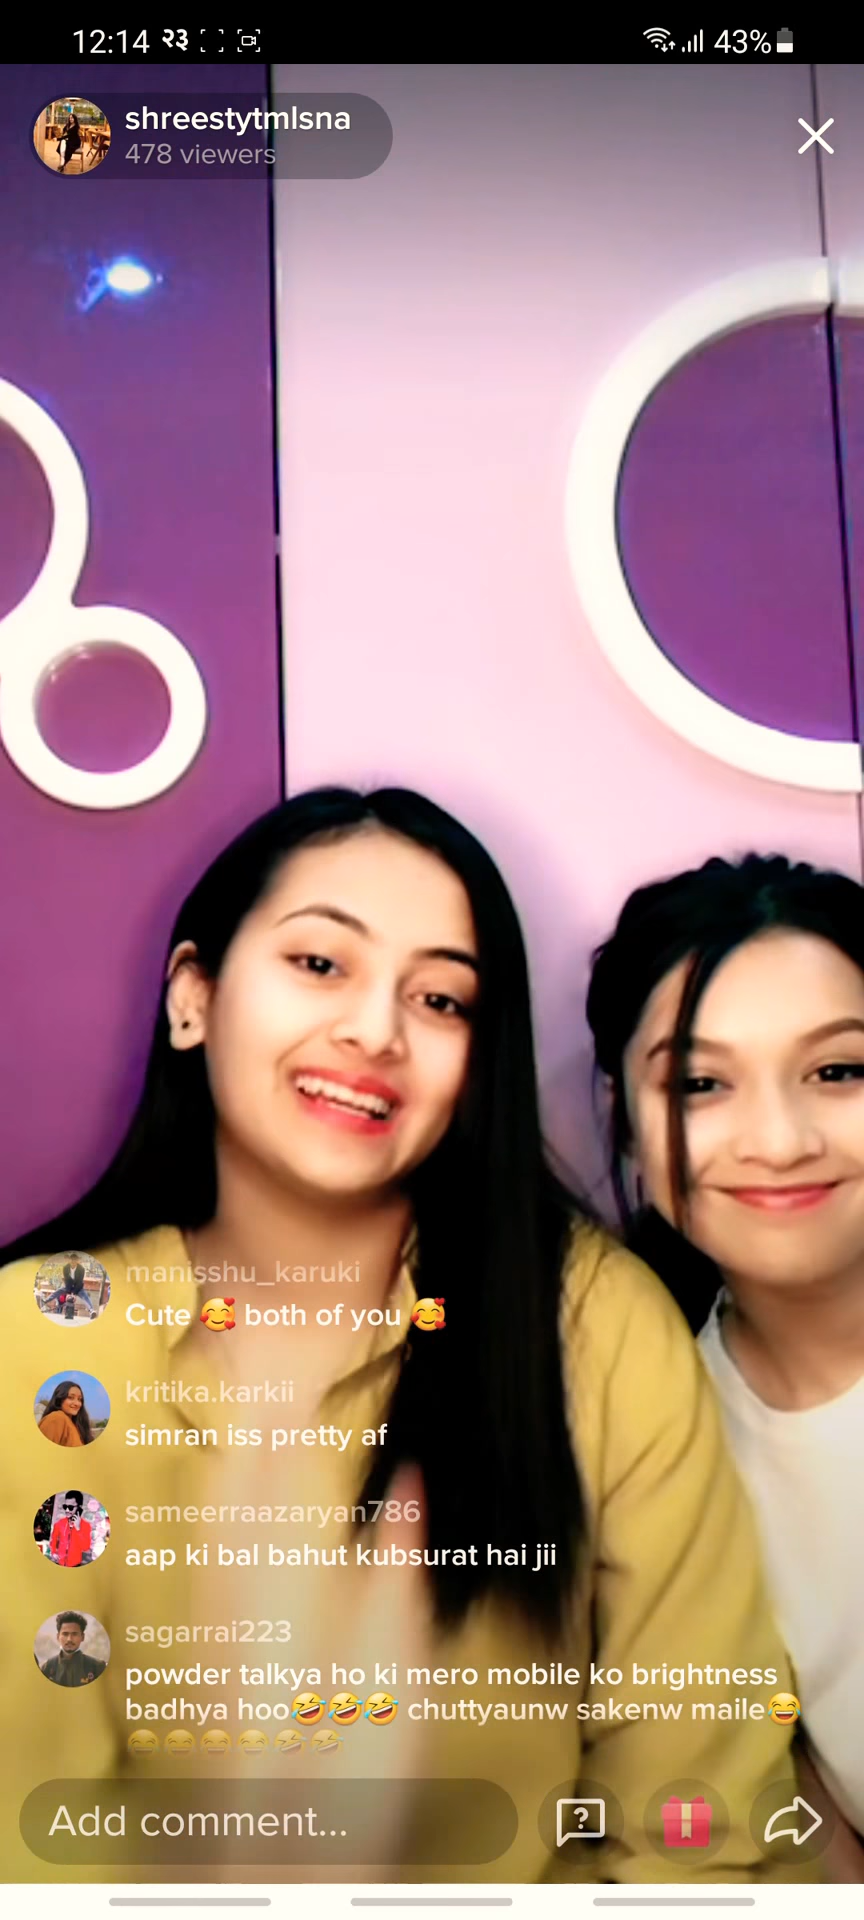 12:14 २३ 43%
shreestytmlsna
478 viewers
manisshu_karuki
Cute 🥰 both of you 🥰
kritika.karkii
simran iss pretty af
sameerraazaryan786
aap ki bal bahut kubsurat hai jii
sagarrai223
powder talkya ho ki mero mobile ko brightness
badhya hoo🤣🤣🤣 chuttyaunw sakenw maile😂
😂😂😂😂🤣🤣
Add comment...